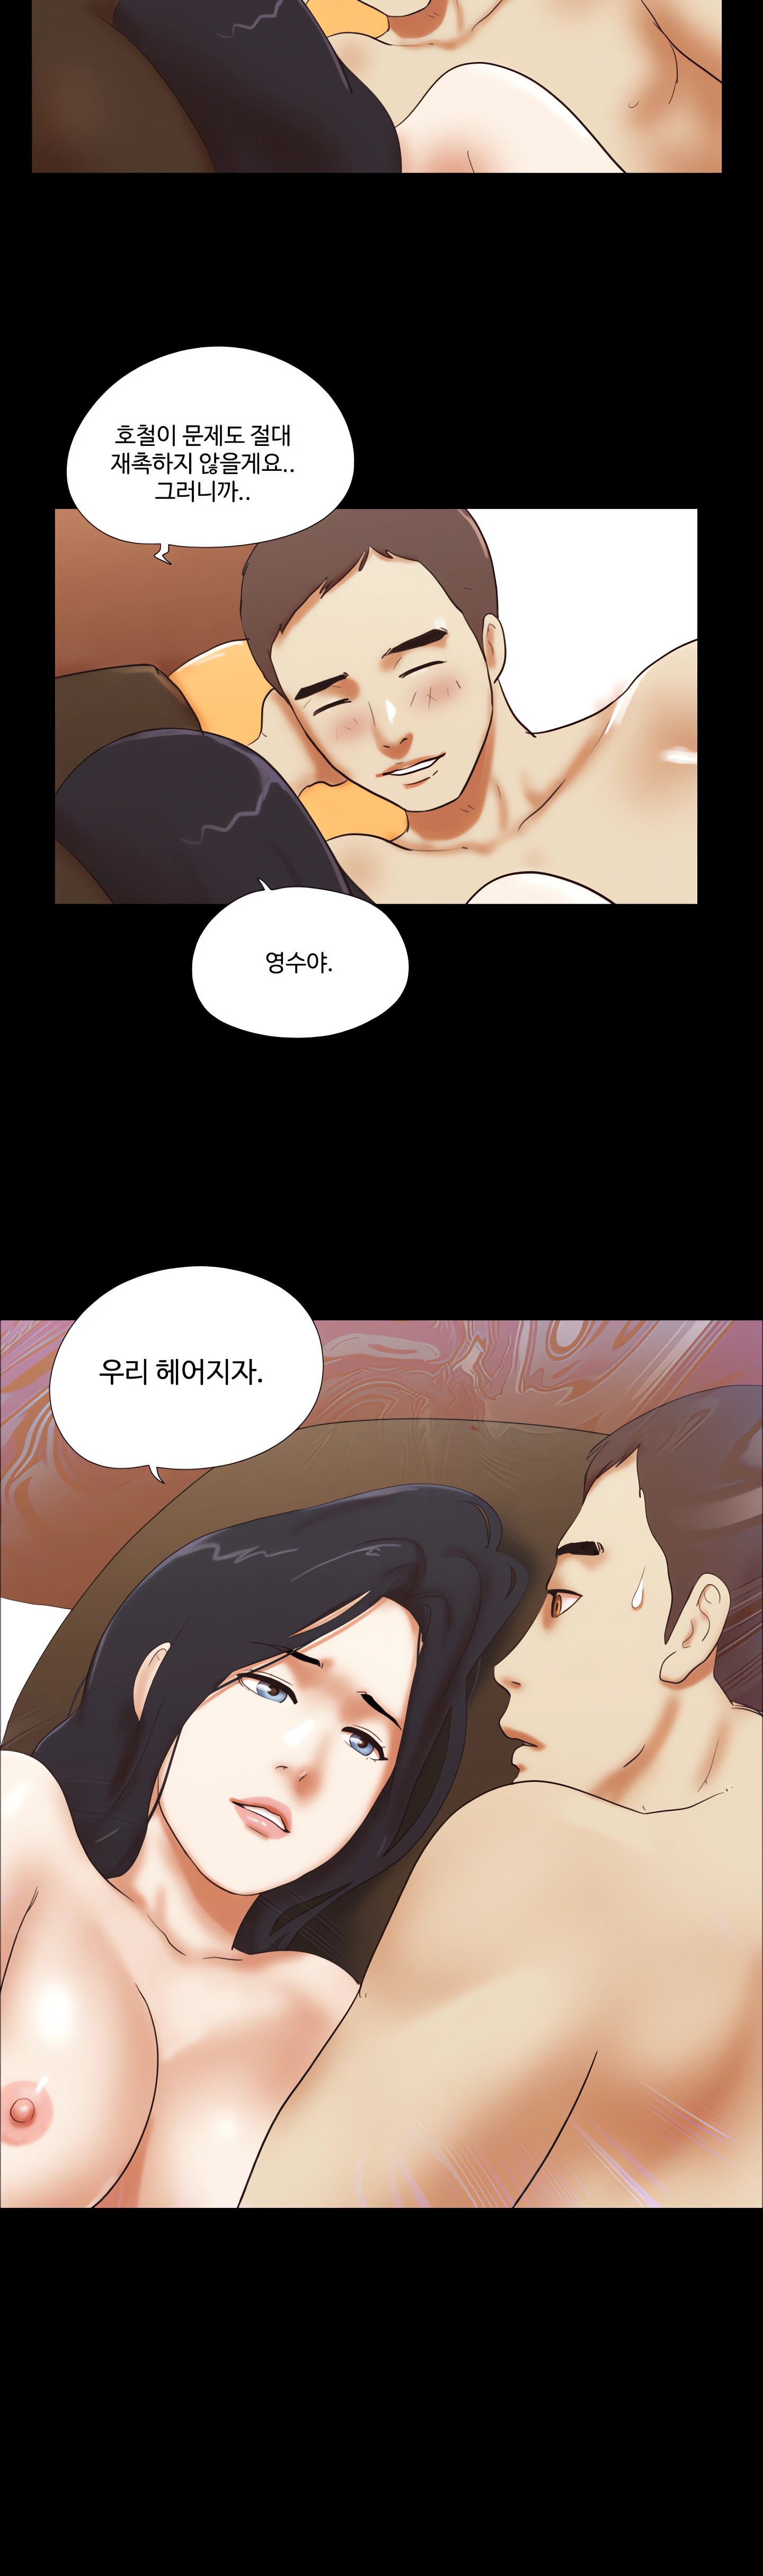 호철이 문제도 절대
재촉하지 않을게요..
그러니까..
영수야.
우리 헤어지자.